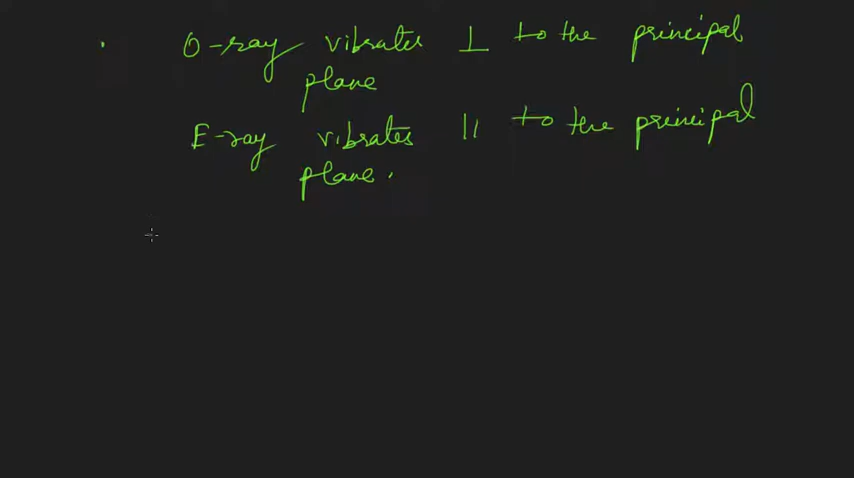 O-ray vibrates ⊥ to the principal
plane
E-ray vibrates || to the principal
plane.